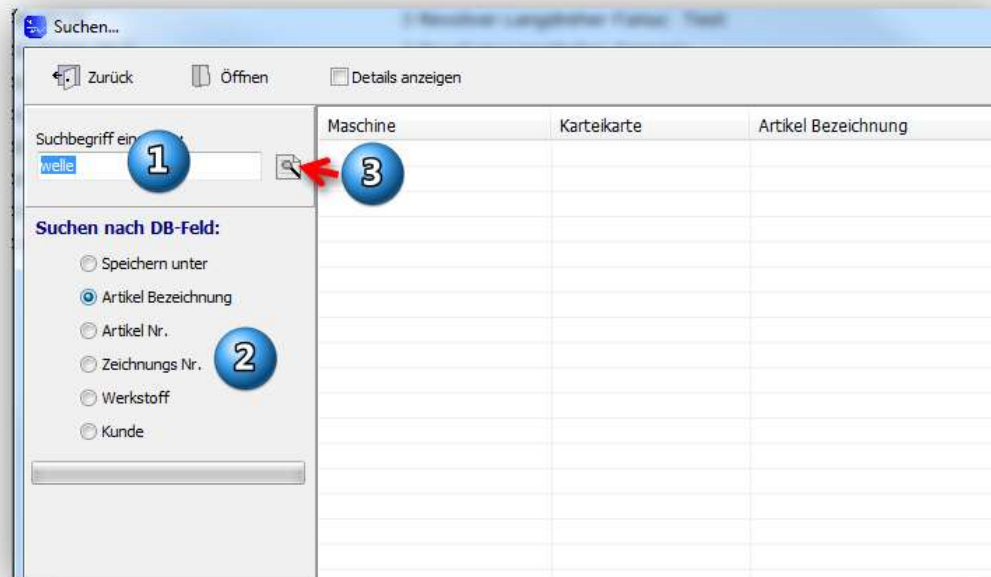 Suchen...
Zurück Öffnen Details anzeigen
Suchbegriff
welle
1
3
Maschine Karteikarte Artikel Bezeichnung
Suchen nach DB-Feld:
Speichern unter
Artikel Bezeichnung
Artikel Nr.
Zeichnungs Nr.
2
Werkstoff
Kunde